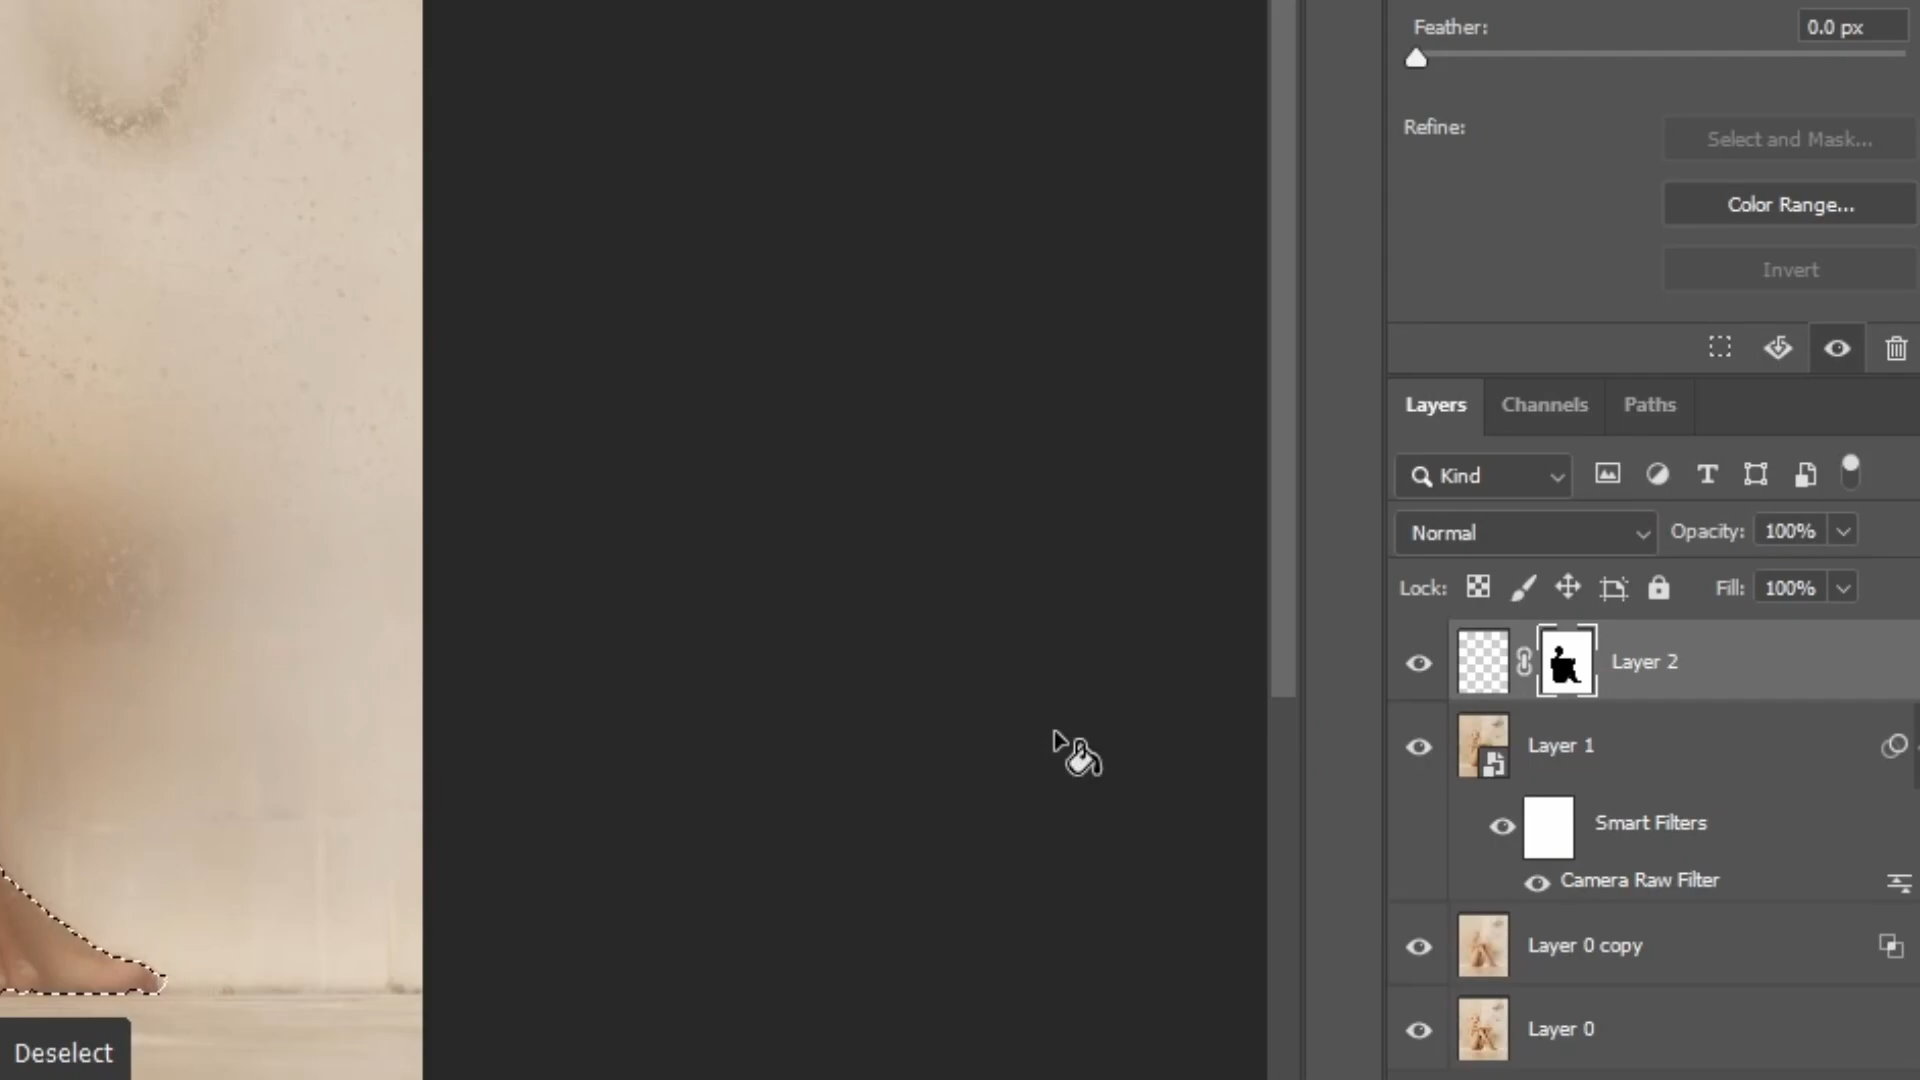 Feather:
0.0 px
Refine:
Select and Mask...
Color Range...
Invert
Layers
Channels
Paths
Kind
Normal
Opacity:
100%
Lock:
Fill:
100%
Layer 2
Layer 1
Smart Filters
Camera Raw Filter
Layer 0 copy
Layer 0
Deselect